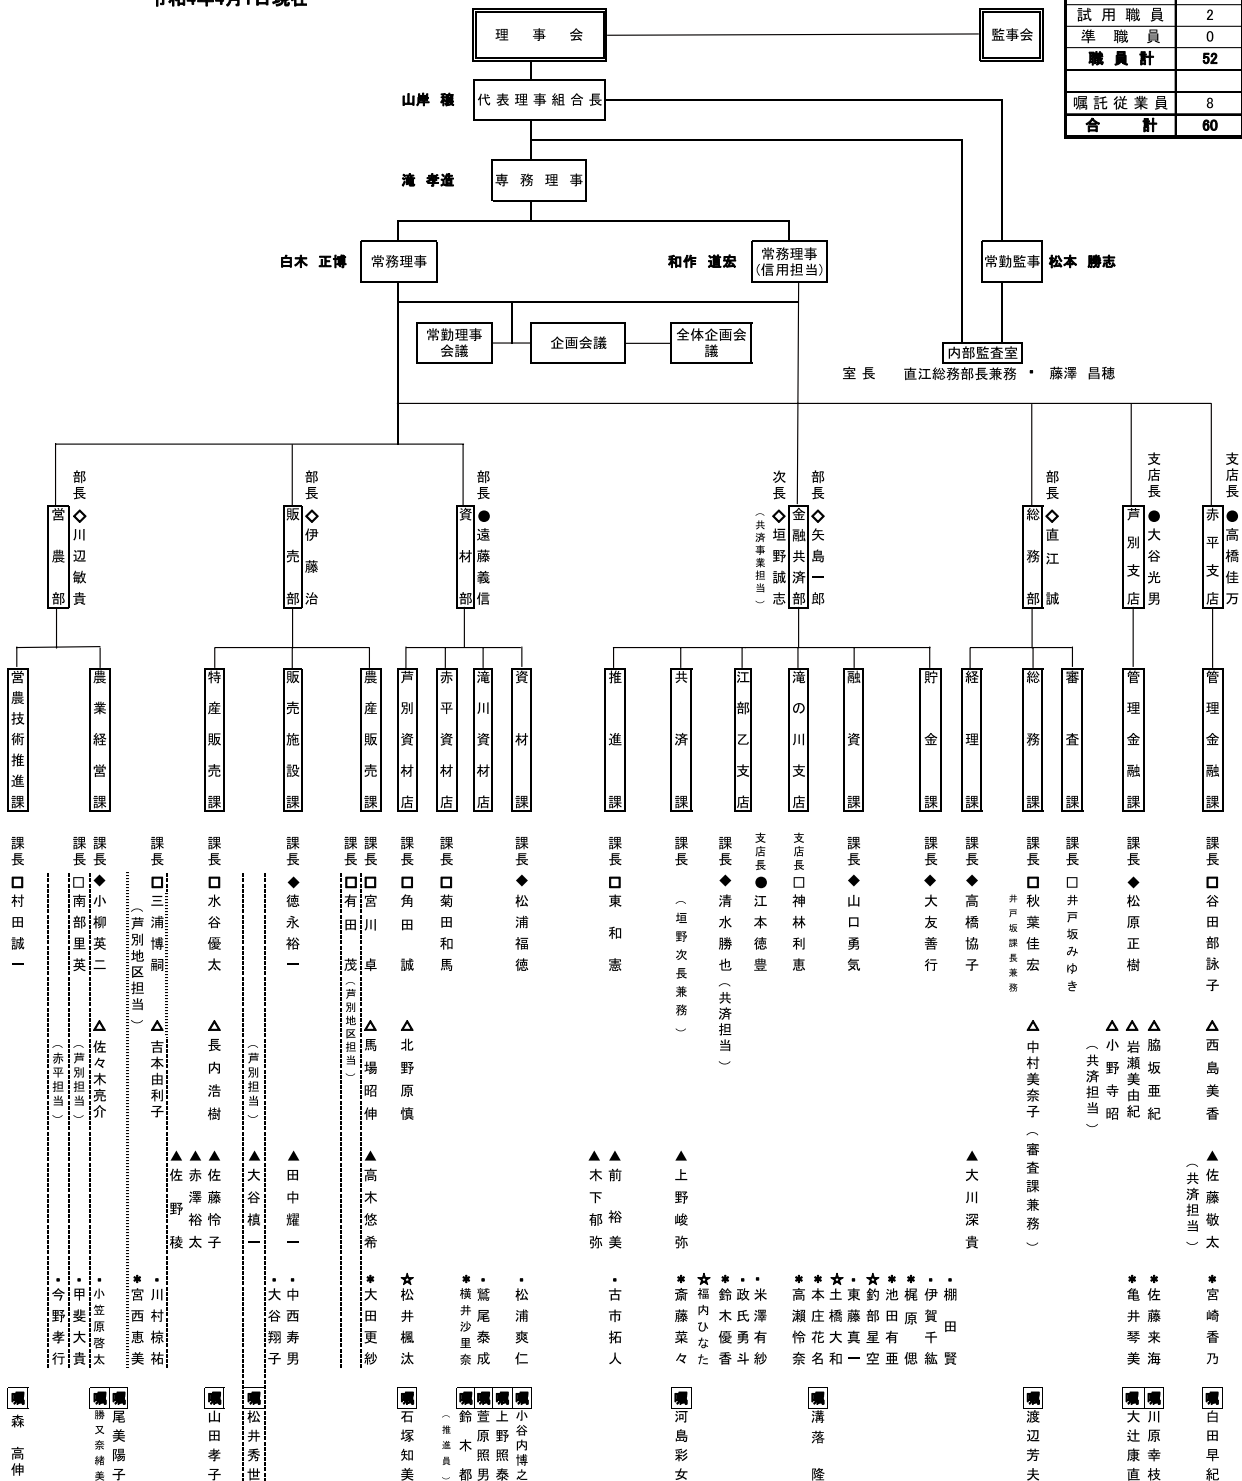 令和4年4月1日現在
試用職員 2
準職員 0
職員計 52
嘱託従業員 8
合計 60
理事会
監事会
山岸 穣 代表理事組合長
滝 孝造 専務理事
白木 正博 常務理事
和作 道宏 常務理事
(信用担当)
常勤監事 松本 勝志
常勤理事
会議
企画会議
全体企画会
議
内部監査室
室長 直江総務部長兼務 ・ 藤澤 昌穂
営農部
部長 ◇川辺敏貴
販売部
部長 ◇伊藤 治
資材部
部長 ●遠藤義信
次長 ◇垣野誠志
(共済事業担当)
金融共済部
部長 ◇矢島一郎
総務部
部長 ◇直江 誠
芦別支店
支店長 ●大谷光男
赤平支店
支店長 ●高橋佳万
営農技術推進課
農業経営課
特産販売課
販売施設課
農産販売課
芦別資材店
赤平資材店
滝川資材店
資材課
推進課
共済課
江部乙支店
滝の川支店
融資課
貯金課
経理課
総務課
審査課
管理金融課
管理金融課
課長 □村田誠一
課長 □南部里英
課長 ◆小柳英二
課長 □三浦博嗣
(芦別地区担当)
課長 □水谷優太
課長 ◆徳永裕一
課長 □有田 茂(芦別地区担当)
課長 □宮川 卓
課長 □角田 誠
課長 □菊田和馬
課長 ◆松浦福徳
課長 □東 和憲
課長 (垣野次長兼務)
課長 ◆清水勝也(共済担当)
支店長 ●江本徳豊
支店長 □神林利恵
課長 ◆山口勇気
課長 ◆大友善行
課長 ◆高橋協子
井戸坂課長兼務
課長 □秋葉佳宏
課長 □井戸坂みゆき
課長 ◆松原正樹
課長 □谷田部詠子
(赤平担当)
(芦別担当)
△佐々木亮介
△吉本由利子
△長内浩樹
(芦別担当)
△馬場昭伸
△北野原慎
△中村美奈子(審査課兼務)
(共済担当)
△小野寺昭
△岩瀬美由紀
△脇坂亜紀
△西島美香
▲佐野 稜
▲赤澤裕太
▲佐藤怜子
▲大谷槙一
▲田中耀一
▲高木悠希
▲木下郁弥
▲前 裕美
▲上野峻弥
▲大川深貴
(共済担当)
▲佐藤敬太
・今野孝行
・甲斐大貴
・小笠原啓太
*宮西恵美
・川村椋祐
・大谷翔子
・中西寿男
*大田更紗
☆松井楓汰
*横井沙里奈
・鷲尾泰成
・松浦爽仁
・古市拓人
*斎藤菜々
☆福内ひなた
*鈴木優香
・政氏勇斗
・米澤有紗
*高瀬怜奈
*本庄花名
☆土橋大和
・東藤真一
☆釣部星空
*池田有亜
*梶原 偲
・伊賀千紘
・棚田 賢
*亀井琴美
*佐藤来海
*宮崎香乃
嘱 森 高伸
嘱 勝又奈緒美
嘱 尾美陽子
嘱 山田孝子
嘱 松井秀世
嘱 石塚知美
(推進員)
嘱 鈴木 都
嘱 萱原照男
嘱 上野照泰
嘱 小谷内博之
嘱 河島彩女
嘱 溝落 隆
嘱 渡辺芳夫
嘱 大辻康直
嘱 川原幸枝
嘱 白田早紀